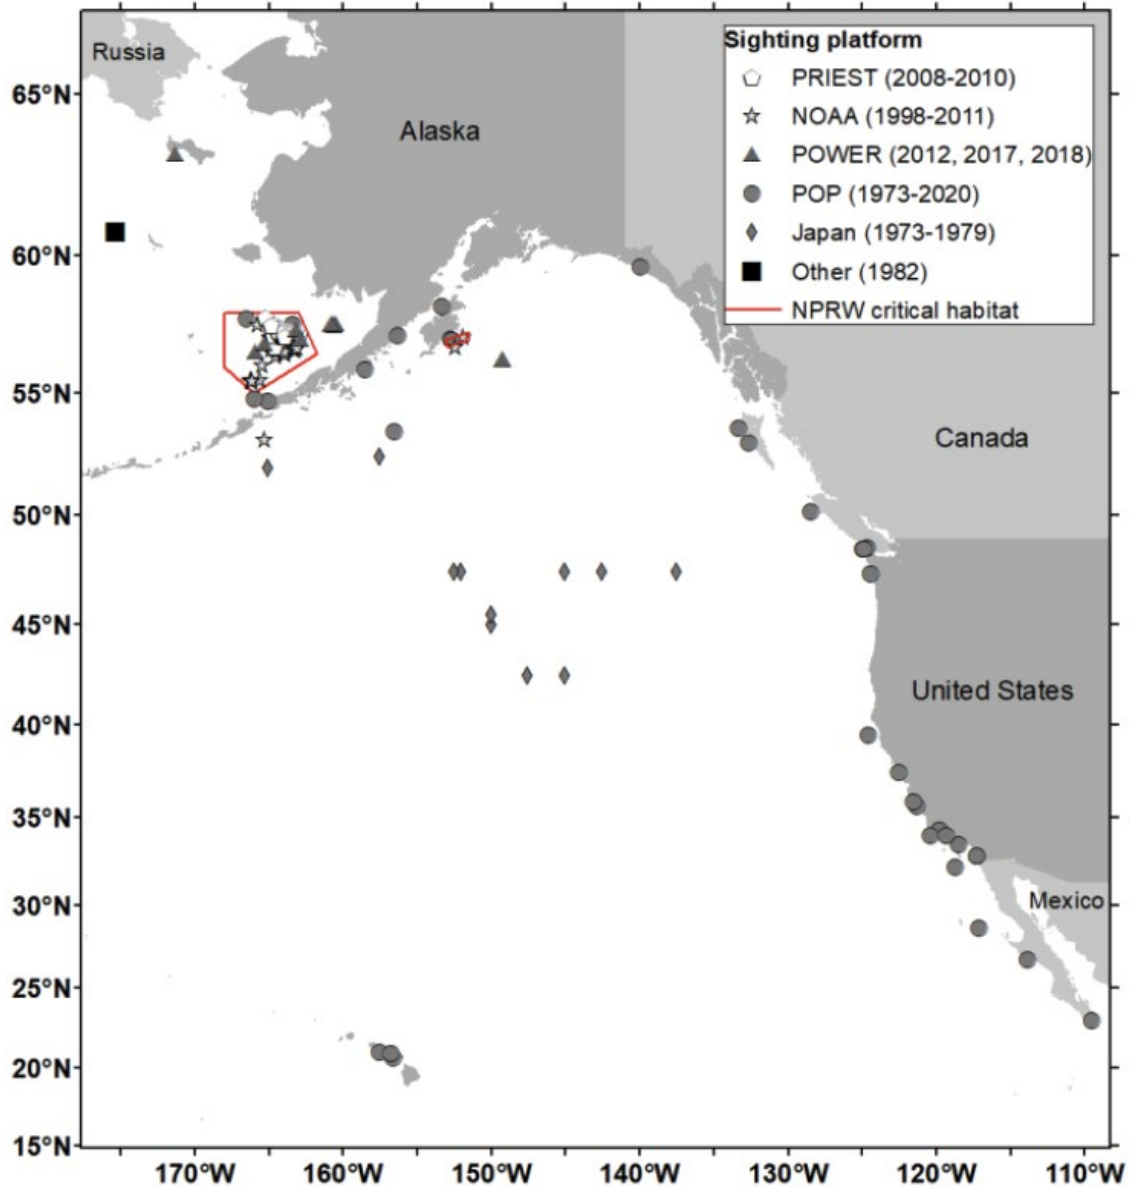 Russia
Alaska
Canada
United States
Mexico
Sighting platform
PRIEST (2008-2010)
NOAA (1998-2011)
POWER (2012, 2017, 2018)
POP (1973-2020)
Japan (1973-1979)
Other (1982)
NPRW critical habitat
65°N
60°N
55°N
50°N
45°N
40°N
35°N
30°N
25°N
20°N
15°N
170°W 160°W 150°W 140°W 130°W 120°W 110°W